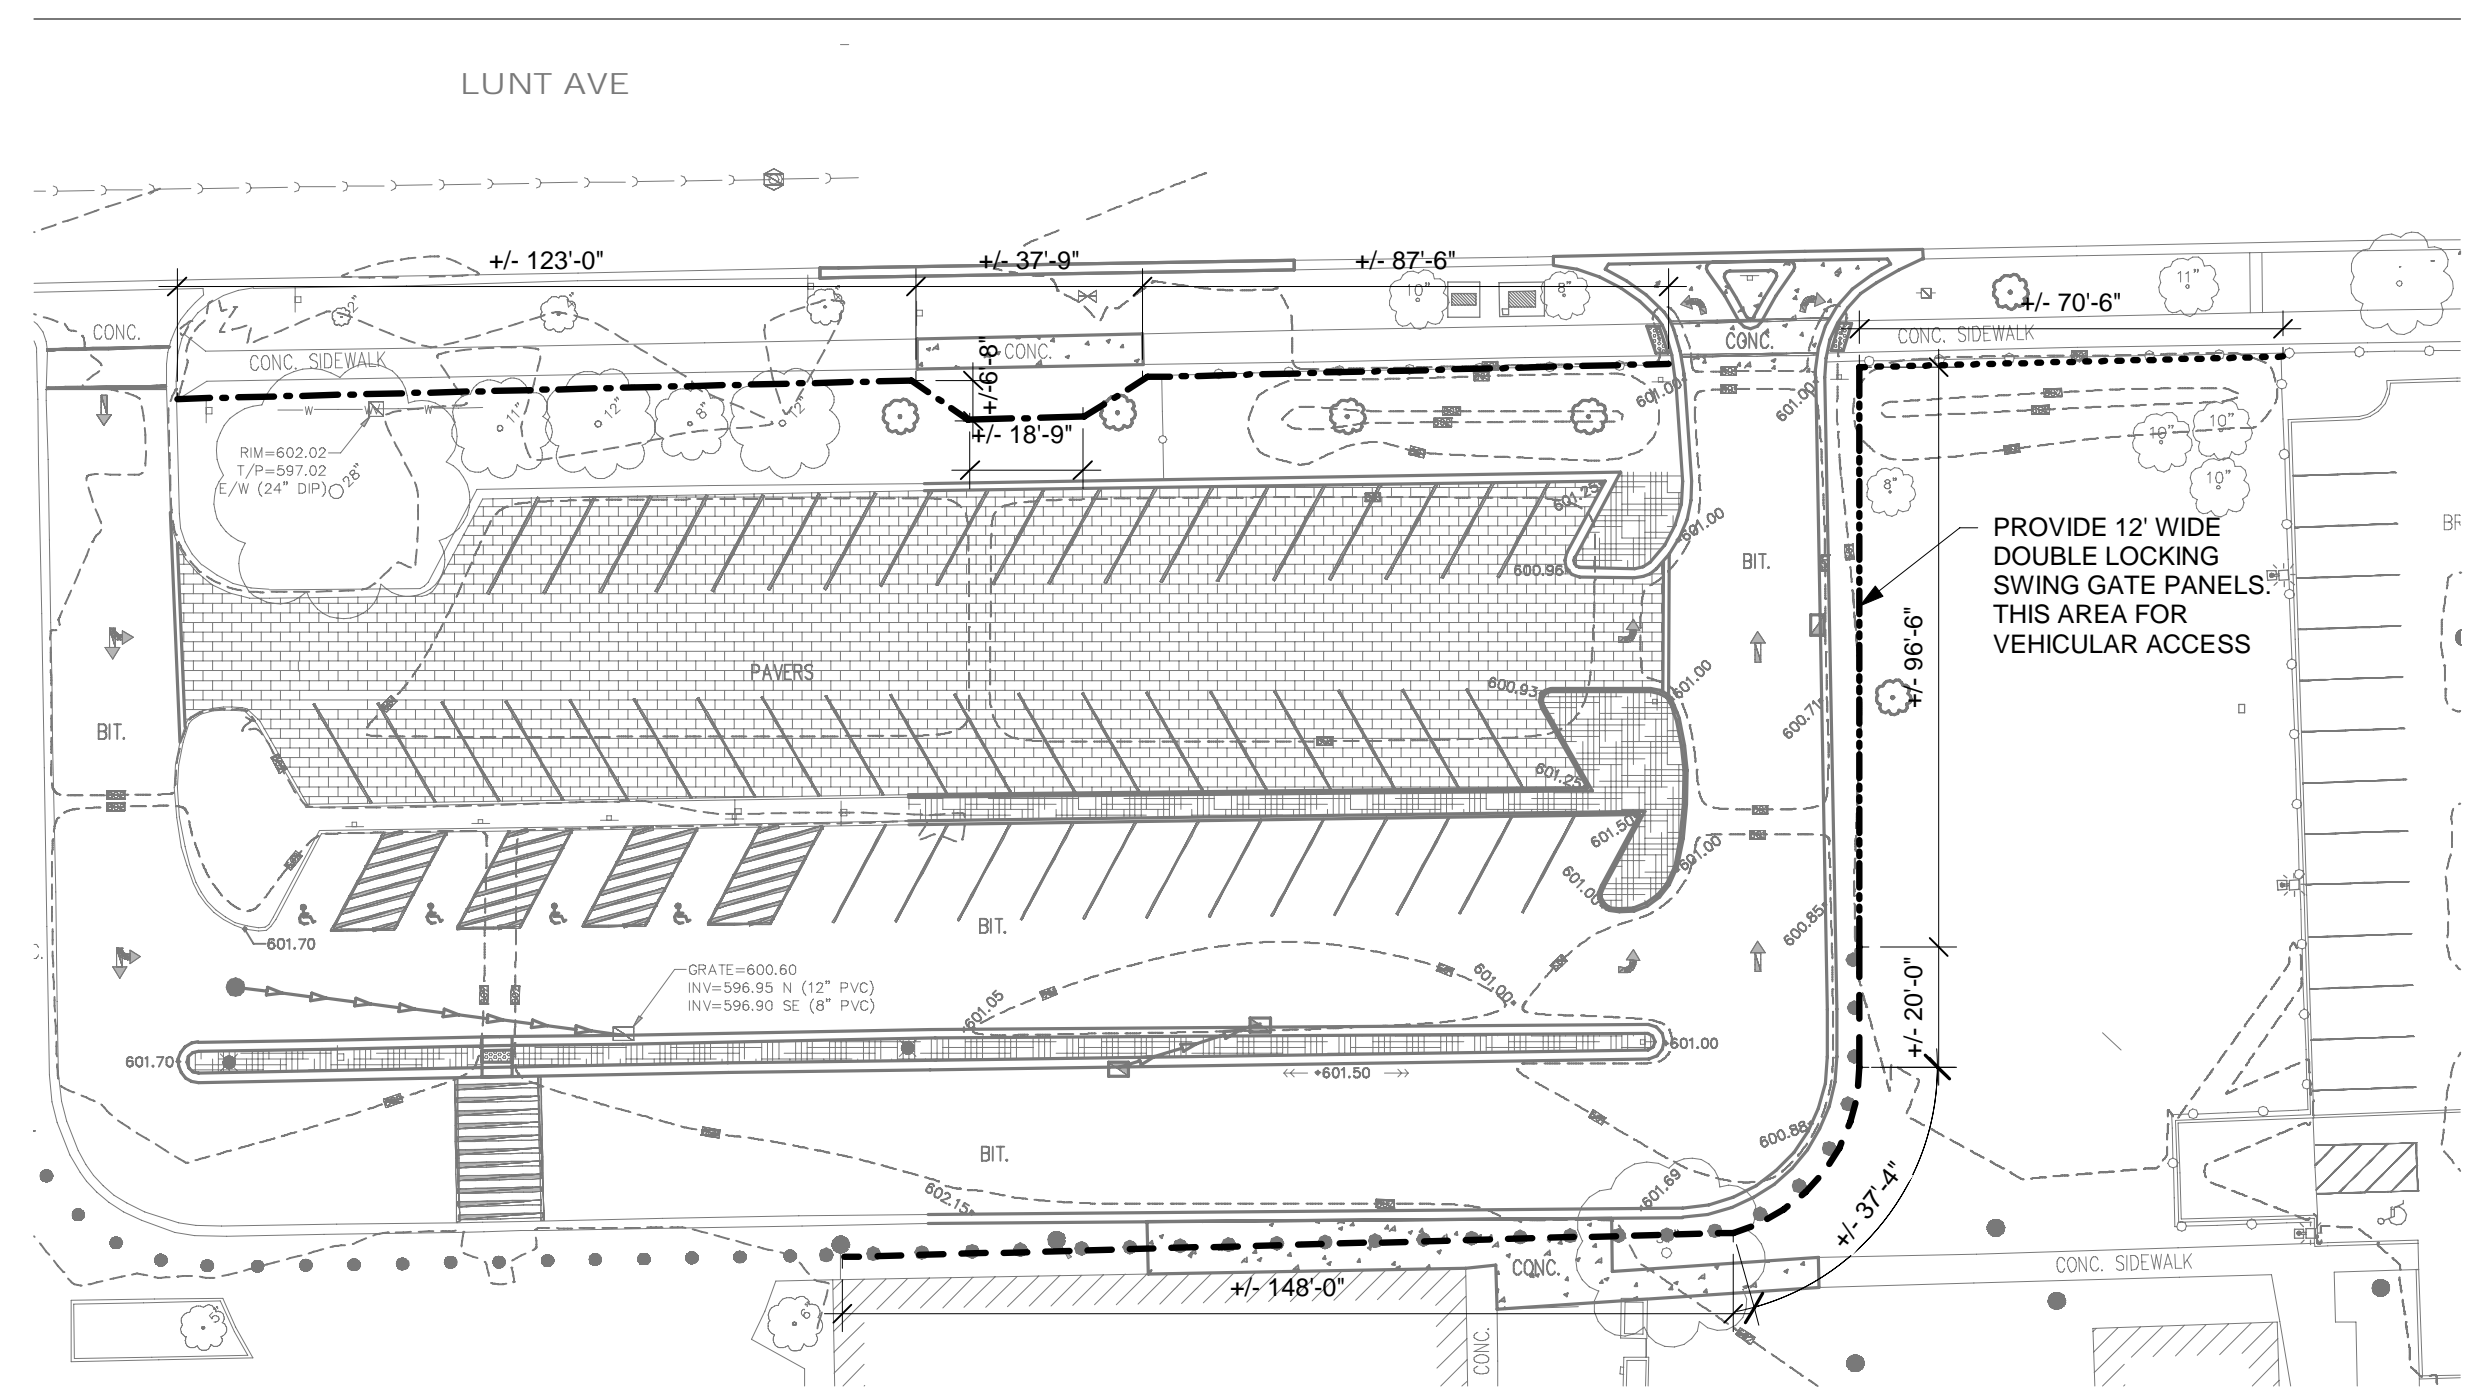 LUNT AVE
+/- 123'-0"
+/- 37'-9"
+/- 87'-6"
+/- 70'-6"
10"
8"
11"
12"
CONC.
CONC. SIDEWALK
CONC.
CONC.
CONC. SIDEWALK
+/-6'-8"
+/- 18'-9"
11"
12"
8"
12"
601.00
601.00
RIM=602.02
T/P=597.02
E/W (24" DIP)
28"
W
W
W
10"
10"
10"
8"
601.25
601.00
600.96
BIT.
PROVIDE 12' WIDE
DOUBLE LOCKING
SWING GATE PANELS.
THIS AREA FOR
VEHICULAR ACCESS
BR
+/- 96'-6"
PAVERS
600.93
601.00
600.71
BIT.
601.25
601.50
601.00
601.00
BIT.
601.70
600.85
GRATE=600.60
INV=596.95 N (12" PVC)
INV=596.90 SE (8" PVC)
601.05
601.00
+/- 20'-0"
601.70
601.00
601.50
BIT.
600.88
602.15
601.69
+/- 37'-4"
CONC.
CONC. SIDEWALK
+/- 148'-0"
5"
6"
CONC.